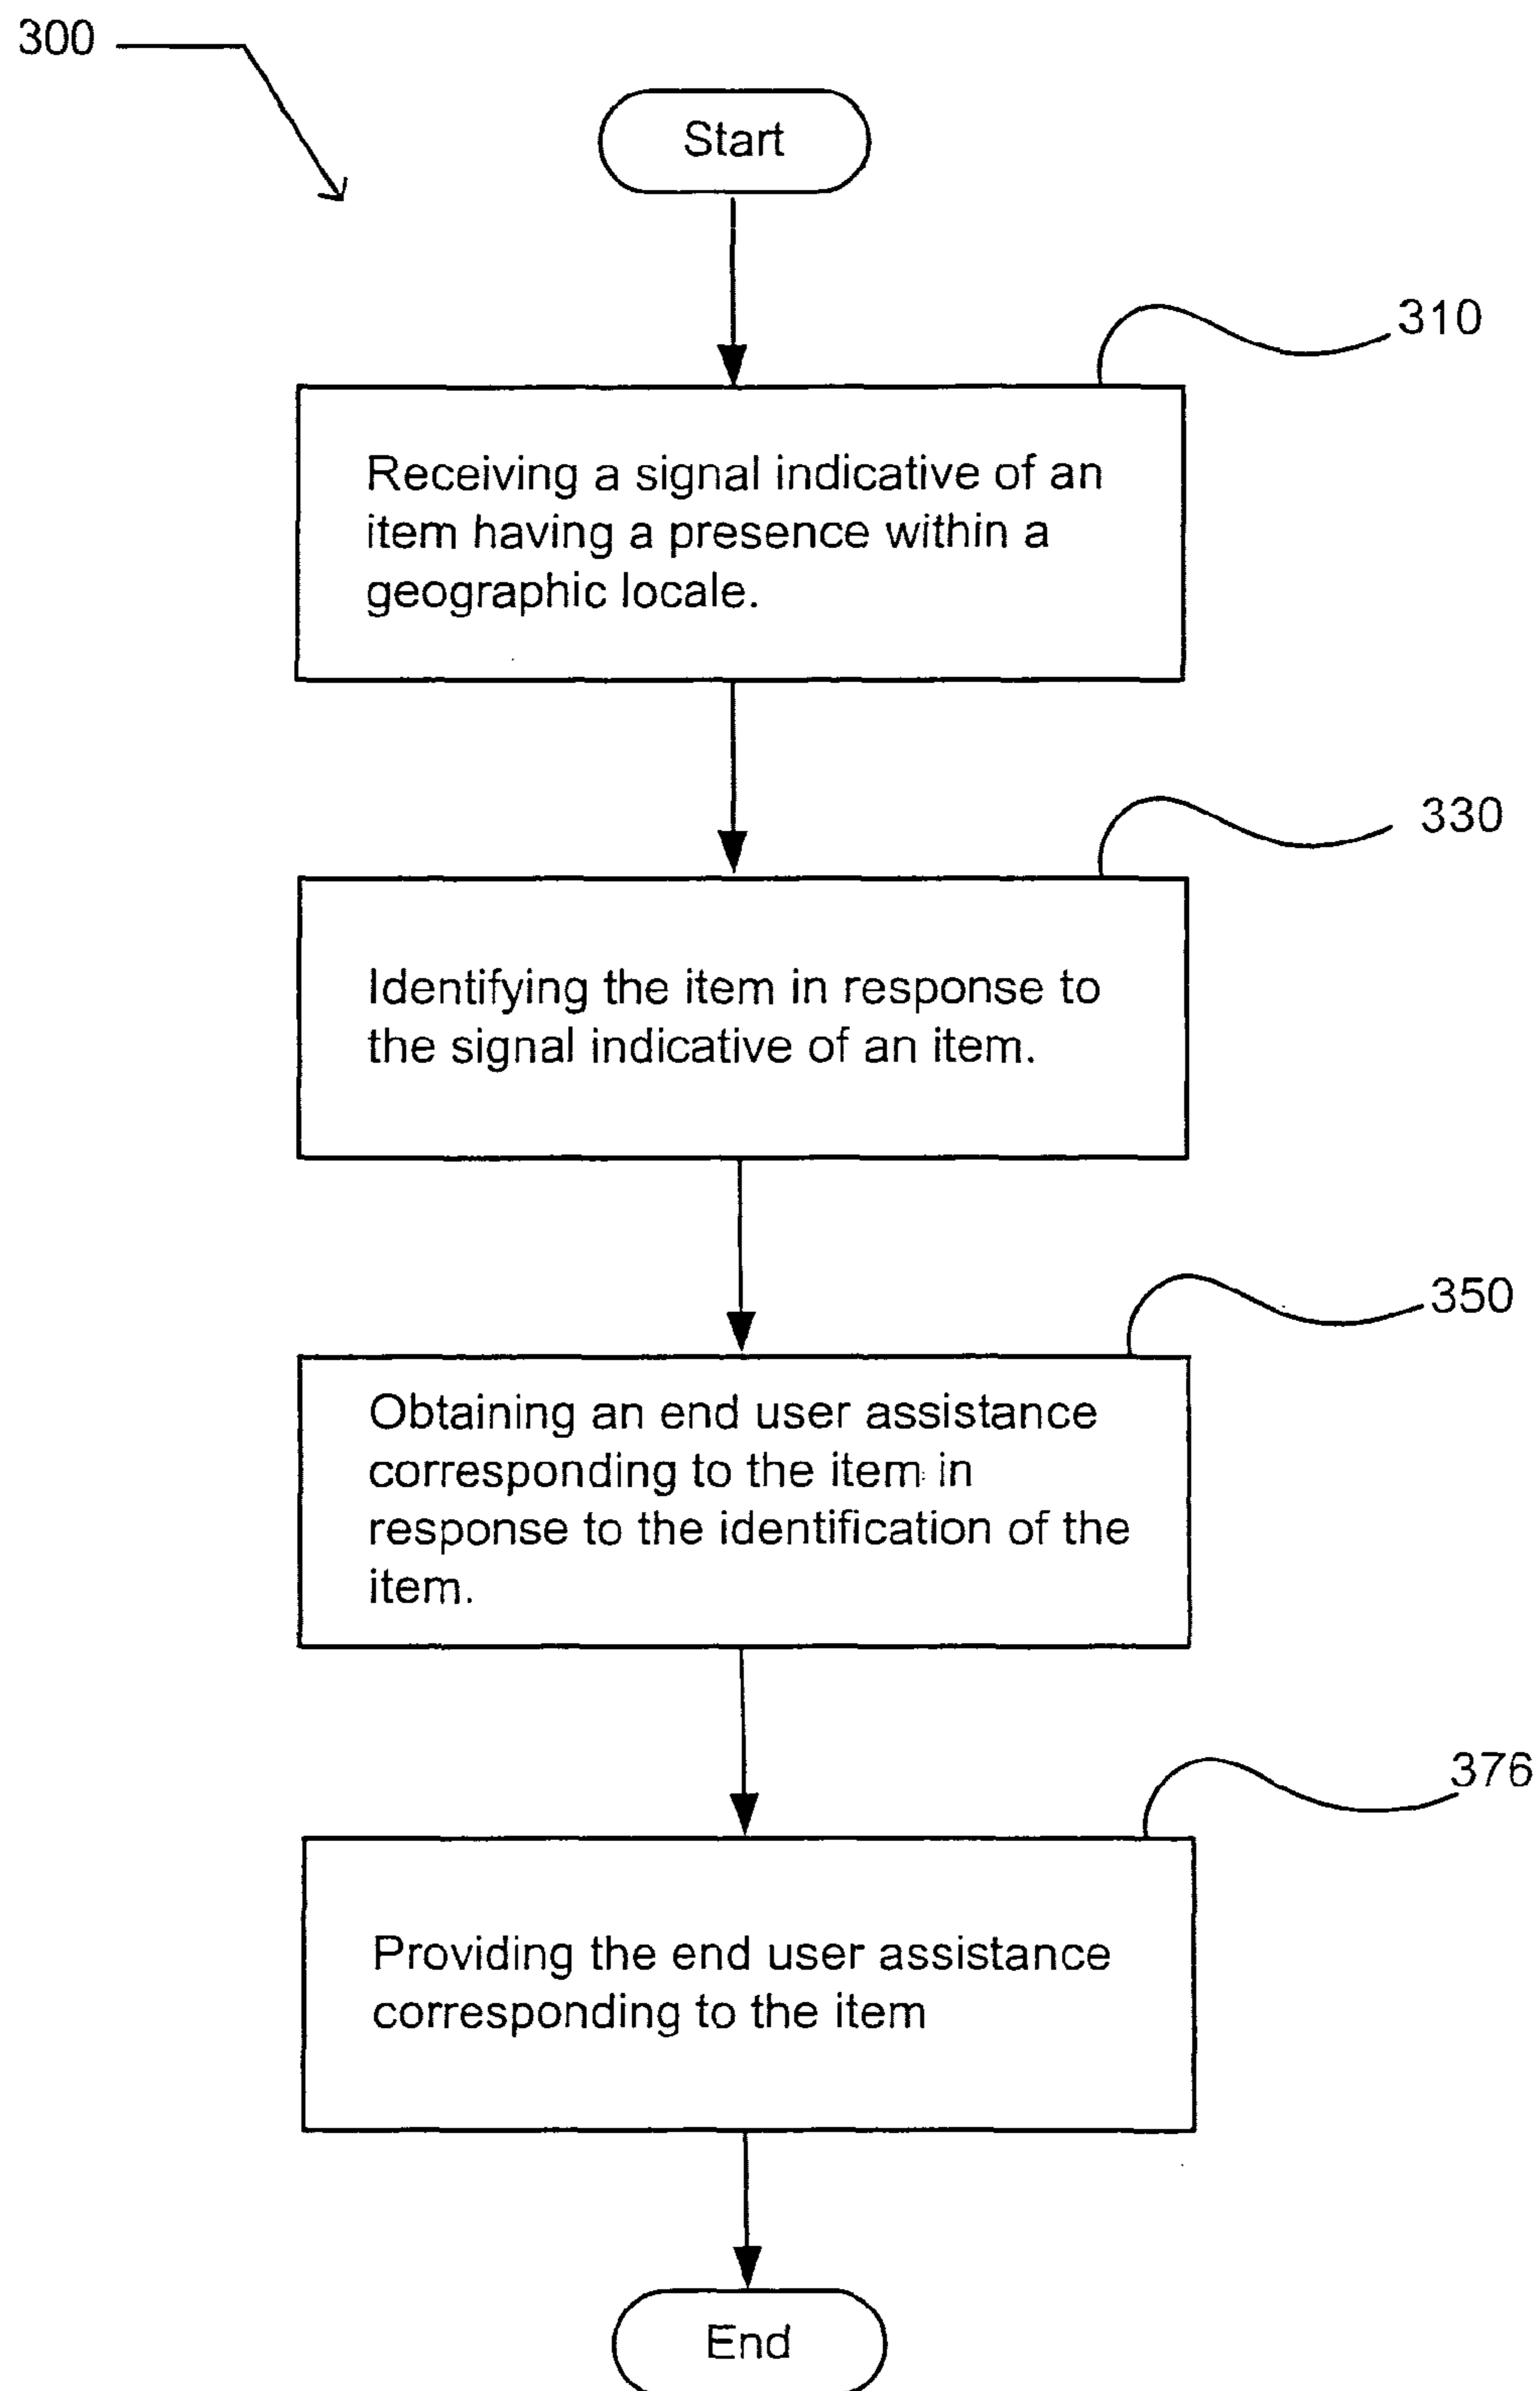 300
Start
310
Receiving a signal indicative of an
item having a presence within a
geographic locale.
330
Identifying the item in response to
the signal indicative of an item.
350
Obtaining an end user assistance
corresponding to the item in
response to the identification of the
item.
376
Providing the end user assistance
corresponding to the item
End